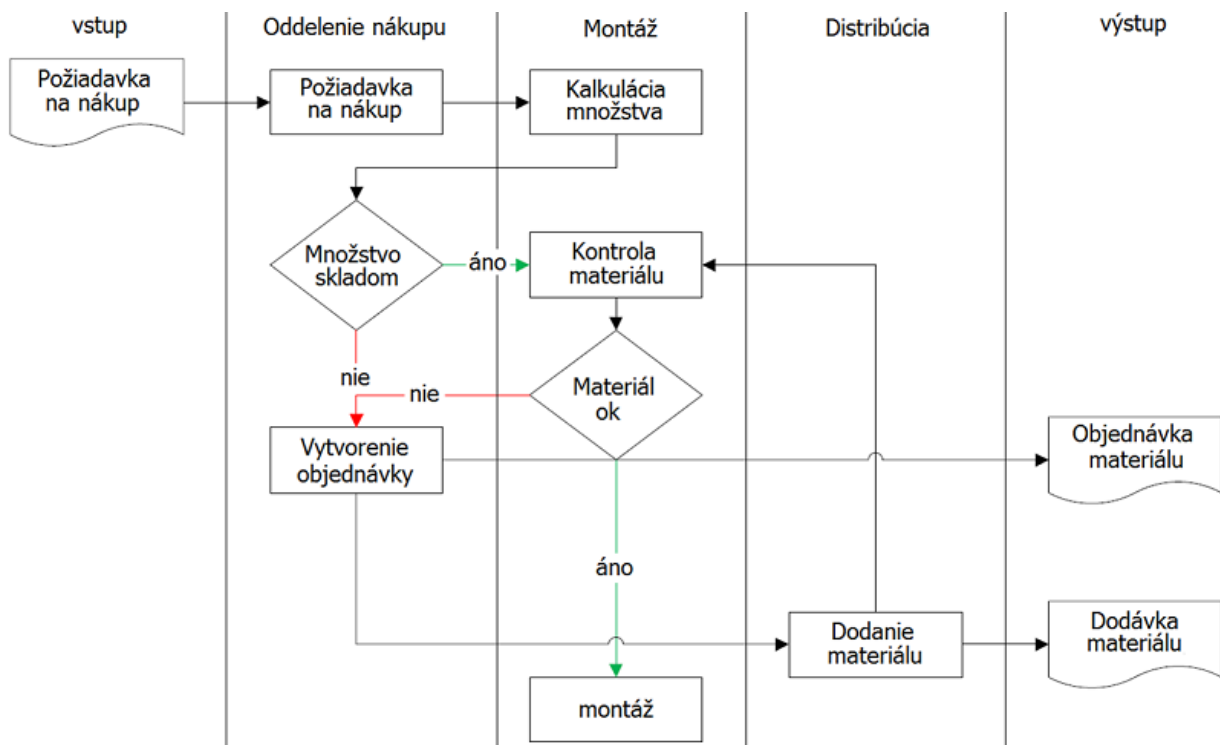 vstup
Oddelenie nákupu
Montáž
Distribúcia
výstup
Požiadavka
na nákup
Požiadavka
na nákup
Kalkulácia
množstva
Množstvo
skladom
áno
Kontrola
materiálu
nie
nie
Materiál
ok
Vytvorenie
objednávky
Objednávka
materiálu
áno
Dodanie
materiálu
Dodávka
materiálu
montáž